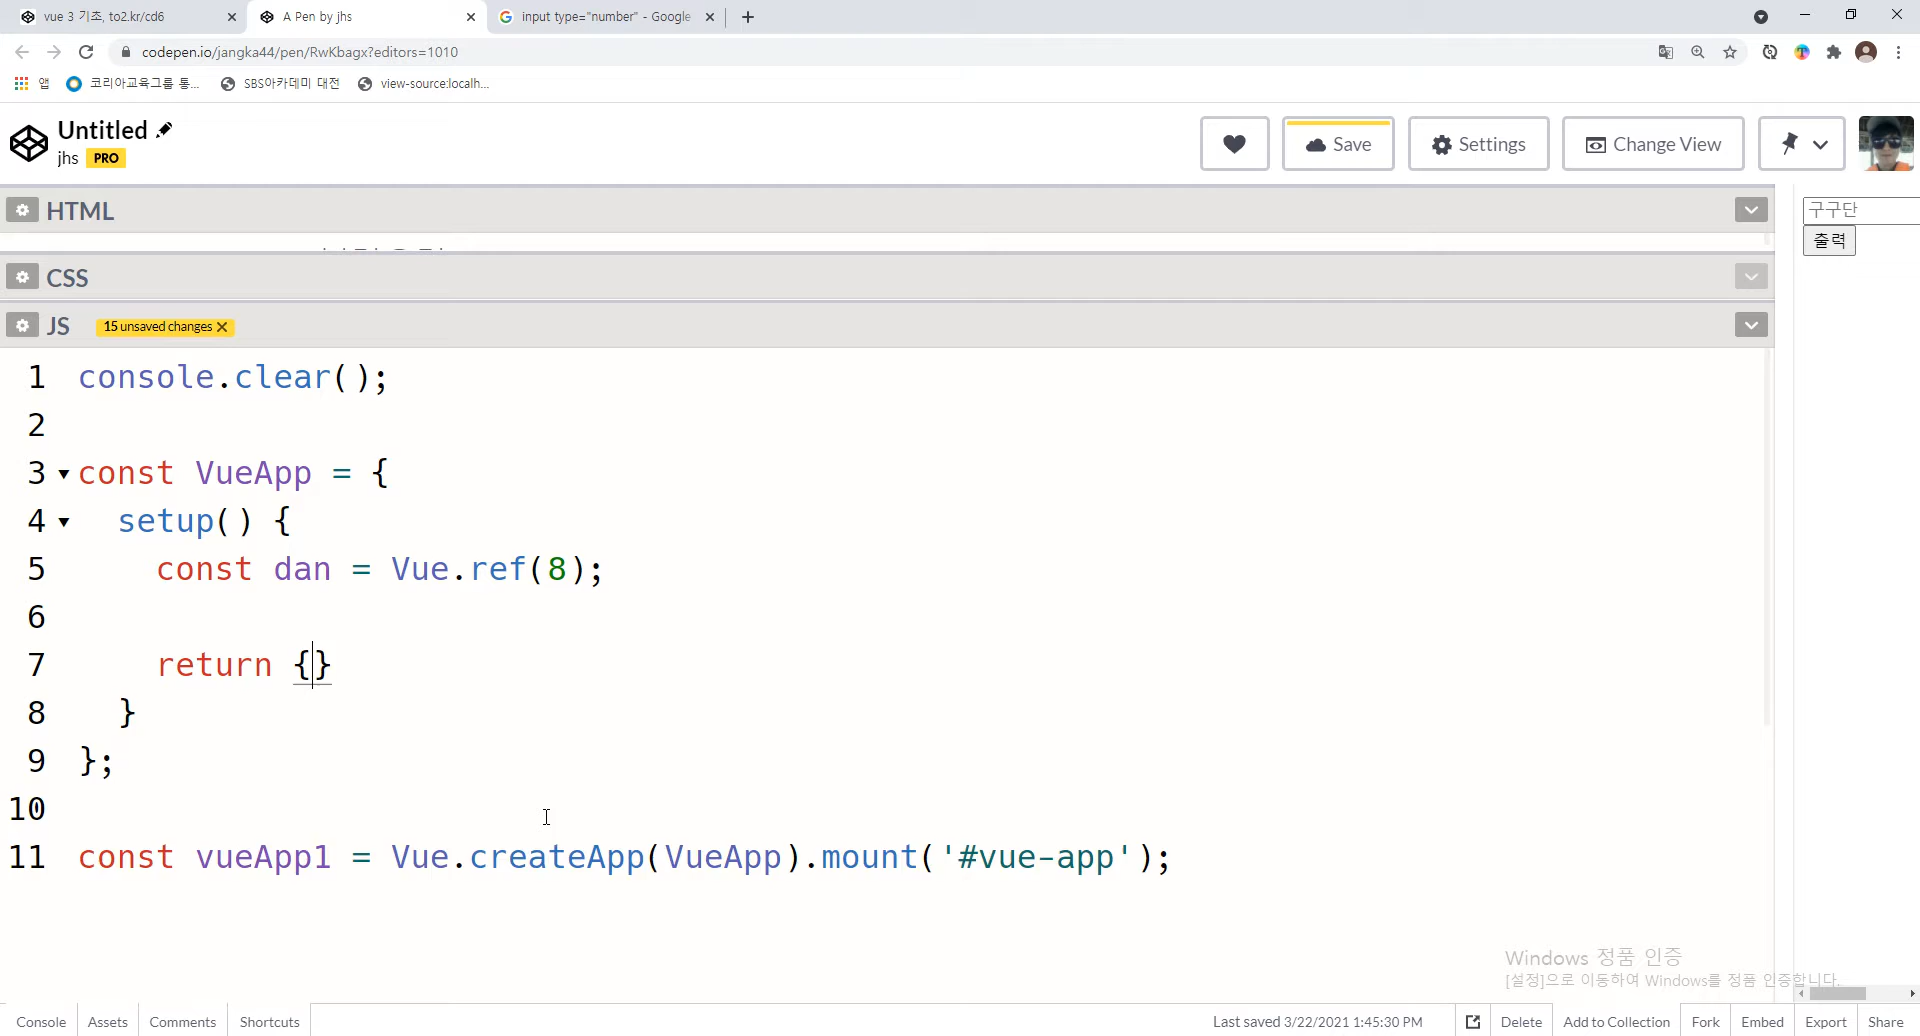 vue 3 기초, to2.kr/cd6
A Pen by jhs
input type="number" - Google
codepen.io/jangka44/pen/RwKbagx?editors=1010
앱
코리아교육그룹 통...
SBS아카데미 대전
view-source:localh...
Untitled
jhs PRO
Save
Settings
Change View
HTML
구구단
출력
CSS
JS
15 unsaved changes
1 console.clear();
2
3 const VueApp = {
4 setup() {
5 const dan = Vue.ref(8);
6
7 return {}
8 }
9 };
10
11 const vueApp1 = Vue.createApp(VueApp).mount('#vue-app');
Windows 정품 인증
[설정]으로 이동하여 Windows를 정품 인증합니다.
Console
Assets
Comments
Shortcuts
Last saved 3/22/2021 1:45:30 PM
Delete
Add to Collection
Fork
Embed
Export
Share